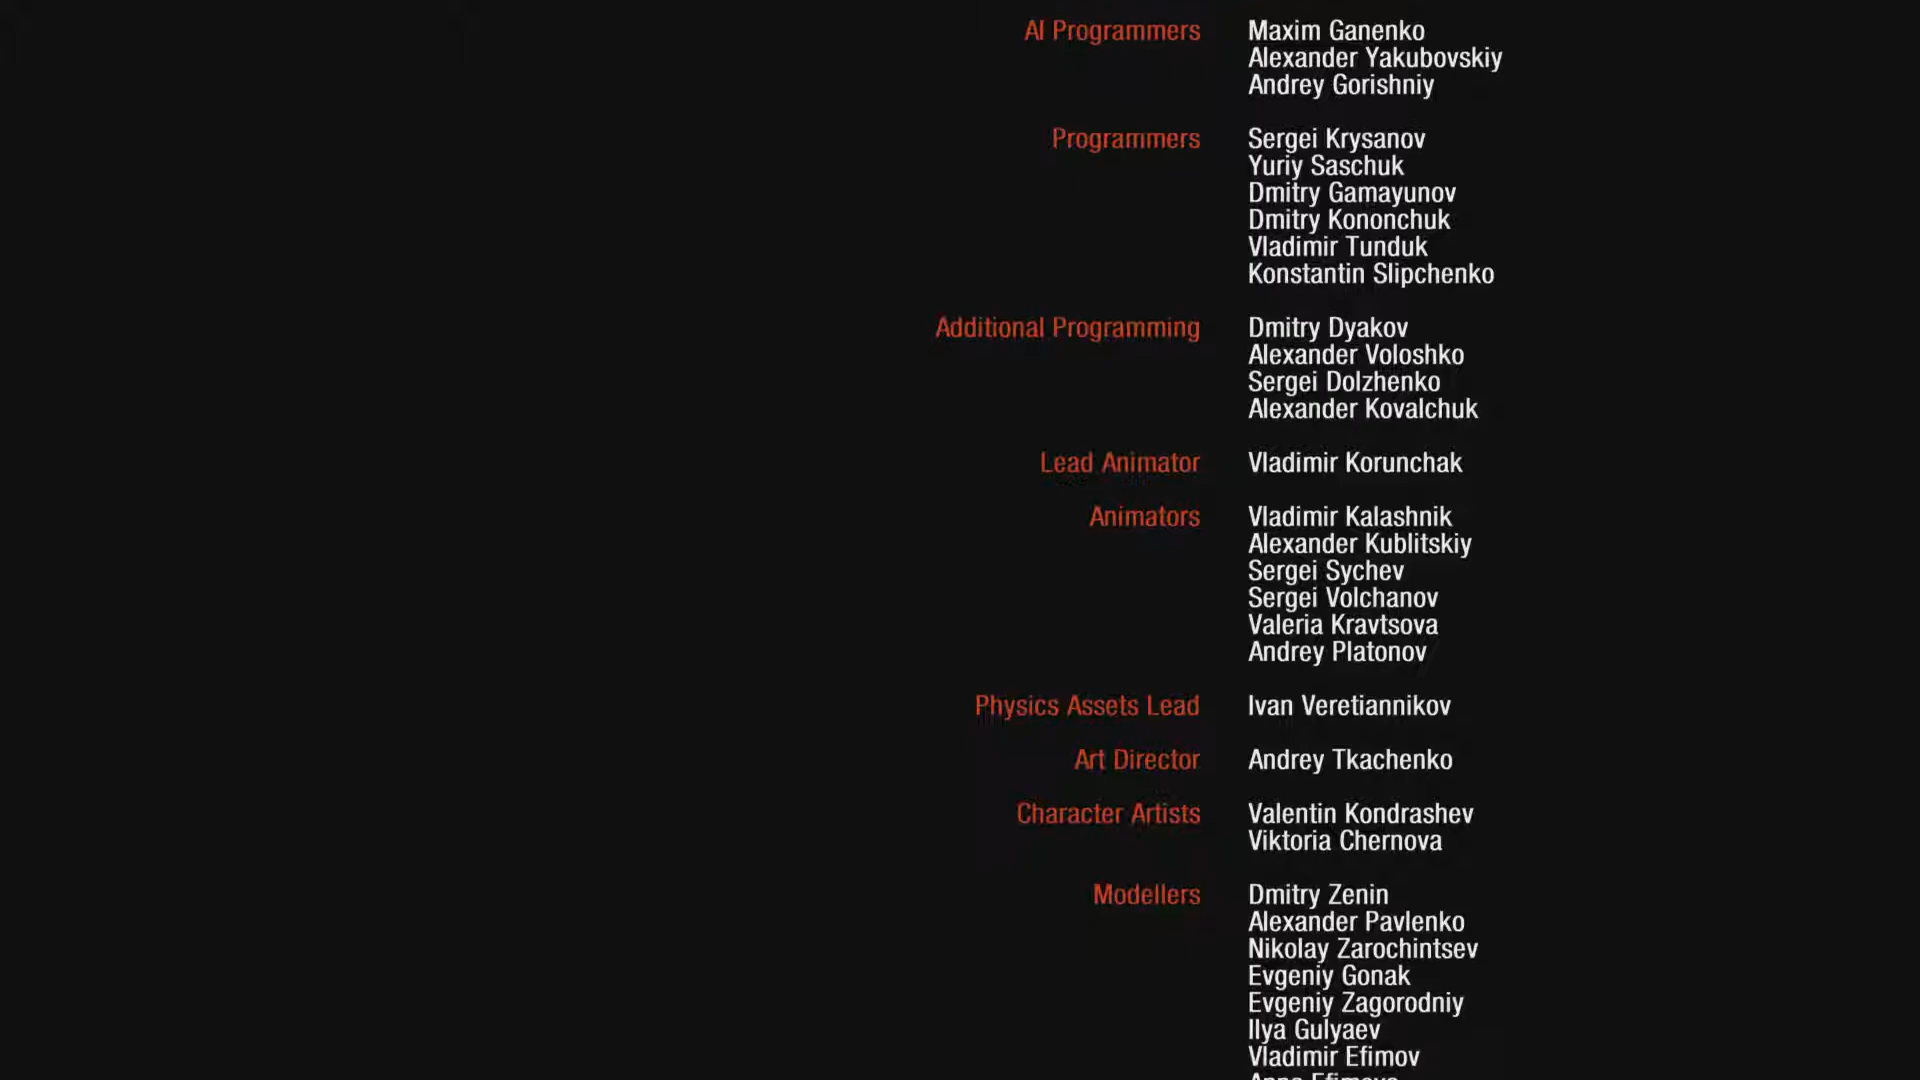 AI Programmers Maxim Ganenko
Alexander Yakubovskiy
Andrey Gorishniy
Programmers Sergei Krysanov
Yuriy Saschuk
Dmitry Gamayunov
Dmitry Kononchuk
Vladimir Tunduk
Konstantin Slipchenko
Additional Programming Dmitry Dyakov
Alexander Voloshko
Sergei Dolzhenko
Alexander Kovalchuk
Lead Animator Vladimir Korunchak
Animators Vladimir Kalashnik
Alexander Kublitskiy
Sergei Sychev
Sergei Volchanov
Valeria Kravtsova
Andrey Platonov
Physics Assets Lead Ivan Veretiannikov
Art Director Andrey Tkachenko
Character Artists Valentin Kondrashev
Viktoria Chernova
Modellers Dmitry Zenin
Alexander Pavlenko
Nikolay Zarochintsev
Evgeniy Gonak
Evgeniy Zagorodniy
Ilya Gulyaev
Vladimir Efimov